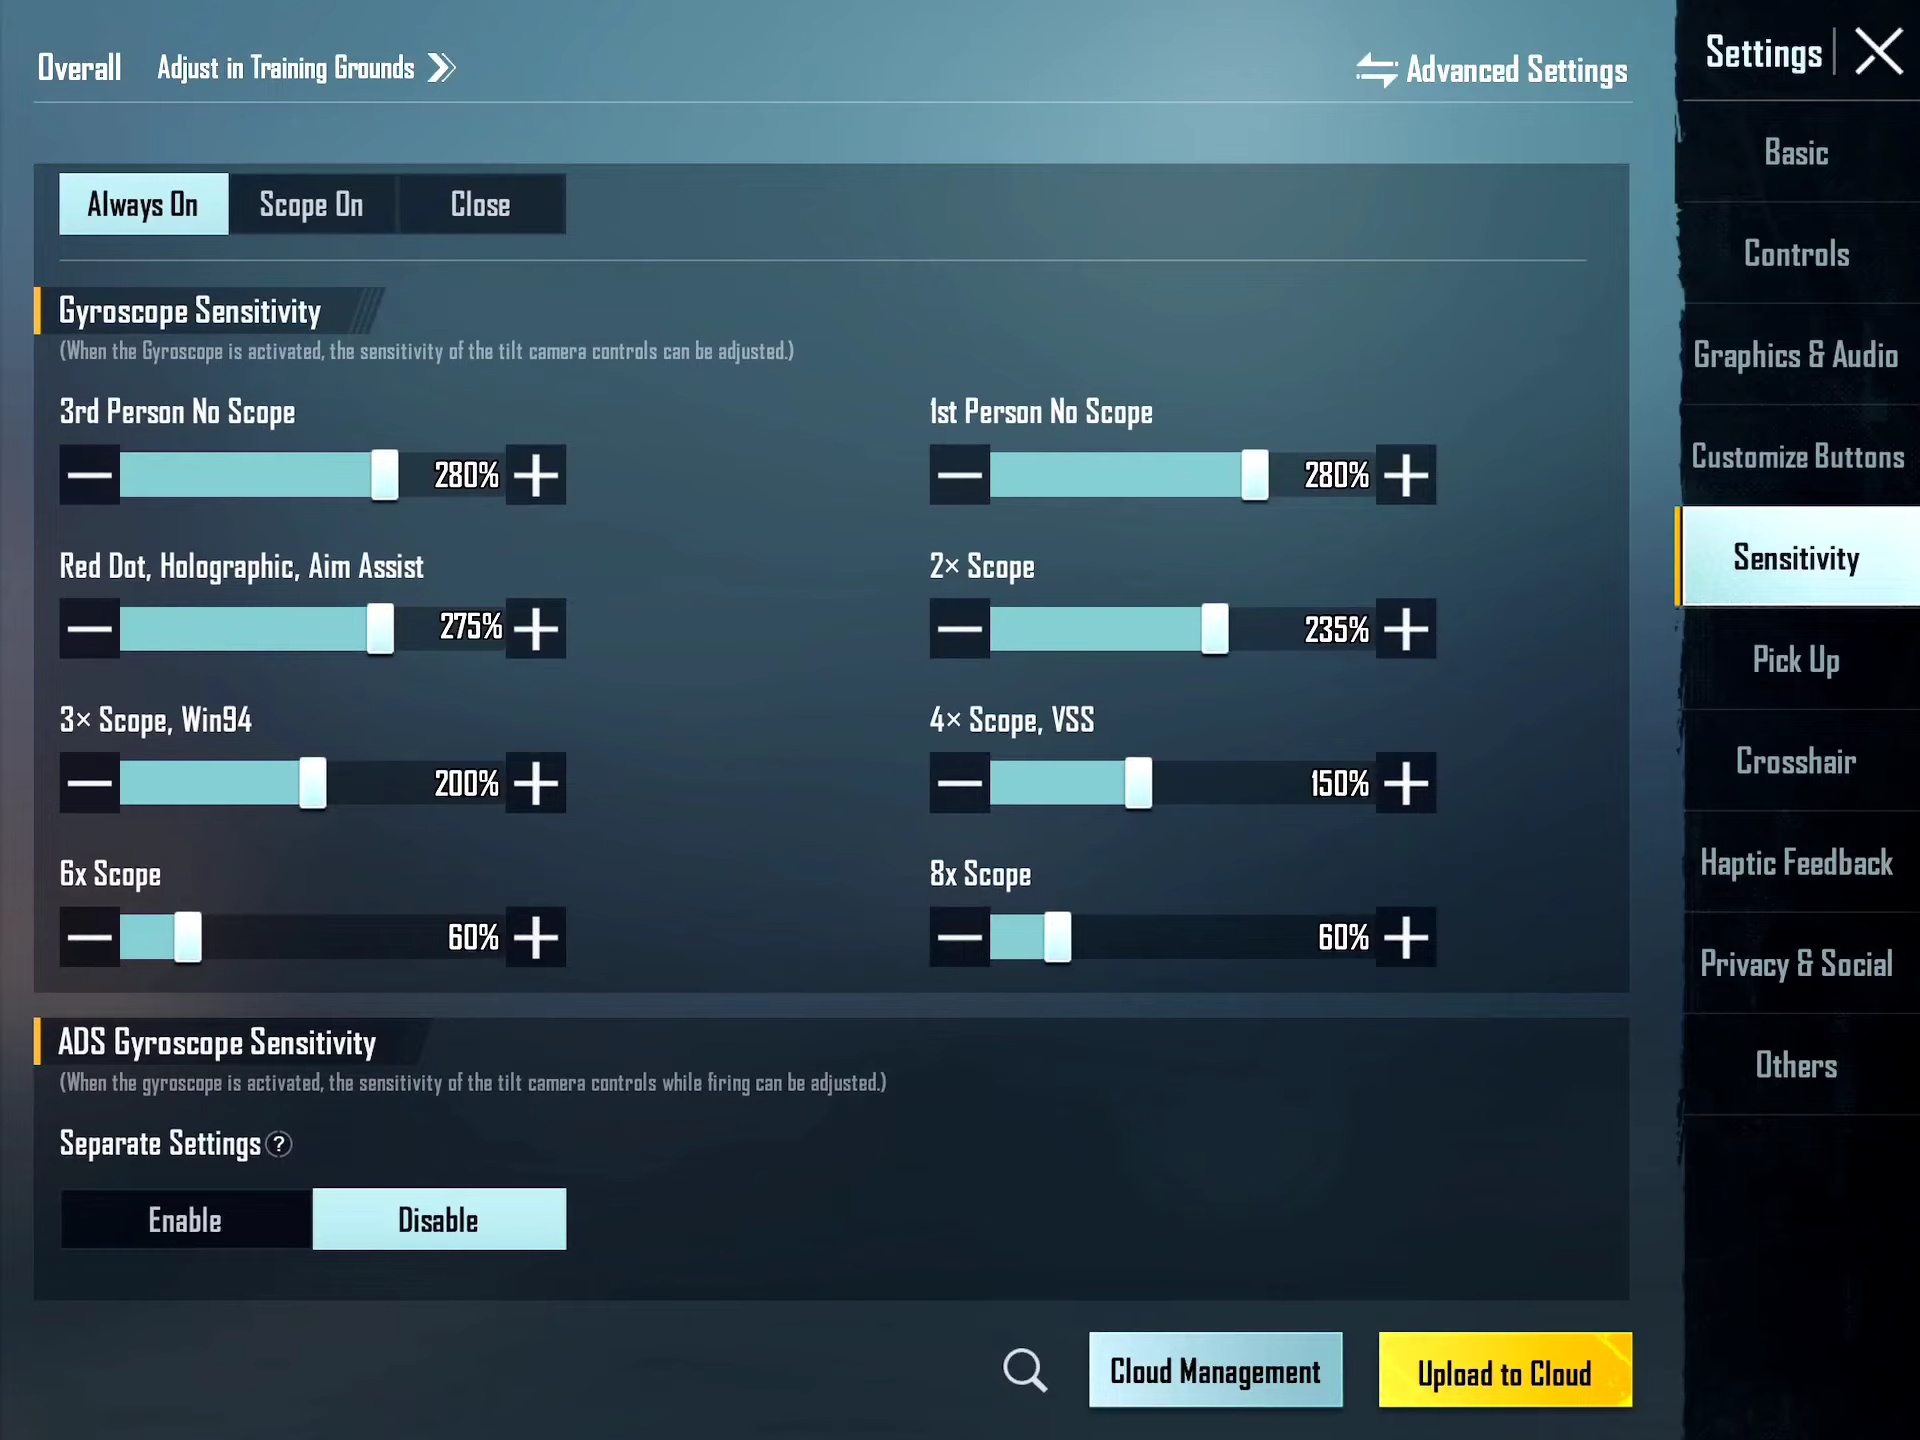 Overall
Adjust in Training Grounds
Advanced Settings
Settings
Always On
Scope On
Close
Gyroscope Sensitivity
(When the Gyroscope is activated, the sensitivity of the tilt camera controls can be adjusted.)
3rd Person No Scope
280%
1st Person No Scope
280%
Red Dot, Holographic, Aim Assist
275%
2× Scope
235%
3× Scope, Win94
200%
4× Scope, VSS
150%
6x Scope
60%
8x Scope
60%
ADS Gyroscope Sensitivity
(When the gyroscope is activated, the sensitivity of the tilt camera controls while firing can be adjusted.)
Separate Settings ?
Enable
Disable
Cloud Management
Upload to Cloud
Basic
Controls
Graphics & Audio
Customize Buttons
Sensitivity
Pick Up
Crosshair
Haptic Feedback
Privacy & Social
Others